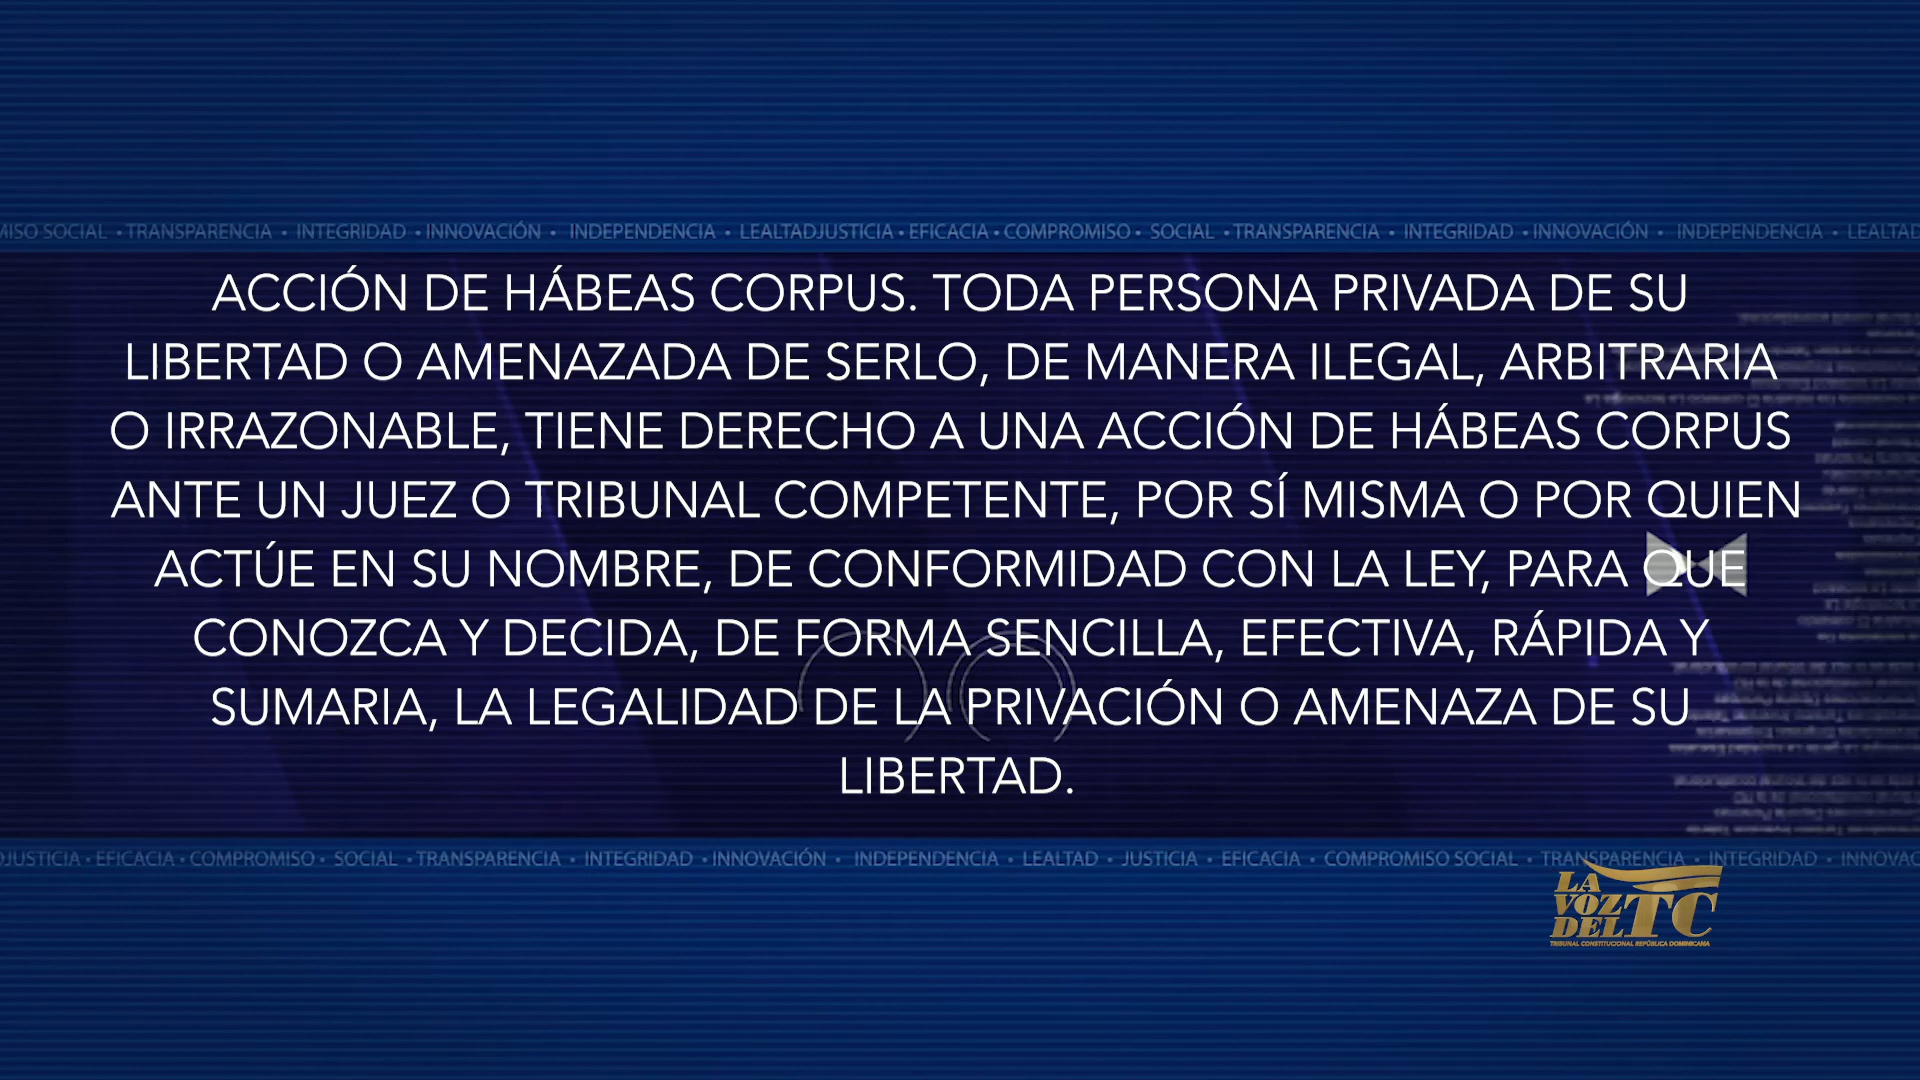 MISO SOCIAL • TRANSPARENCIA • INTEGRIDAD • INNOVACIÓN • INDEPENDENCIA • LEALTADJUSTICIA • EFICACIA • COMPROMISO • SOCIAL • TRANSPARENCIA • INTEGRIDAD • INNOVACIÓN • INDEPENDENCIA • LEALTAD
ACCIÓN DE HÁBEAS CORPUS. TODA PERSONA PRIVADA DE SU
LIBERTAD O AMENAZADA DE SERLO, DE MANERA ILEGAL, ARBITRARIA
O IRRAZONABLE, TIENE DERECHO A UNA ACCIÓN DE HÁBEAS CORPUS
ANTE UN JUEZ O TRIBUNAL COMPETENTE, POR SÍ MISMA O POR QUIEN
ACTÚE EN SU NOMBRE, DE CONFORMIDAD CON LA LEY, PARA QUE
CONOZCA Y DECIDA, DE FORMA SENCILLA, EFECTIVA, RÁPIDA Y
SUMARIA, LA LEGALIDAD DE LA PRIVACIÓN O AMENAZA DE SU
LIBERTAD.
DJUSTICIA • EFICACIA • COMPROMISO • SOCIAL • TRANSPARENCIA • INTEGRIDAD • INNOVACIÓN • INDEPENDENCIA • LEALTAD • JUSTICIA • EFICACIA • COMPROMISO SOCIAL • TRANSPARENCIA • INTEGRIDAD • INNOVAC
LA
VOZ
DEL TC
TRIBUNAL CONSTITUCIONAL REPÚBLICA DOMINICANA